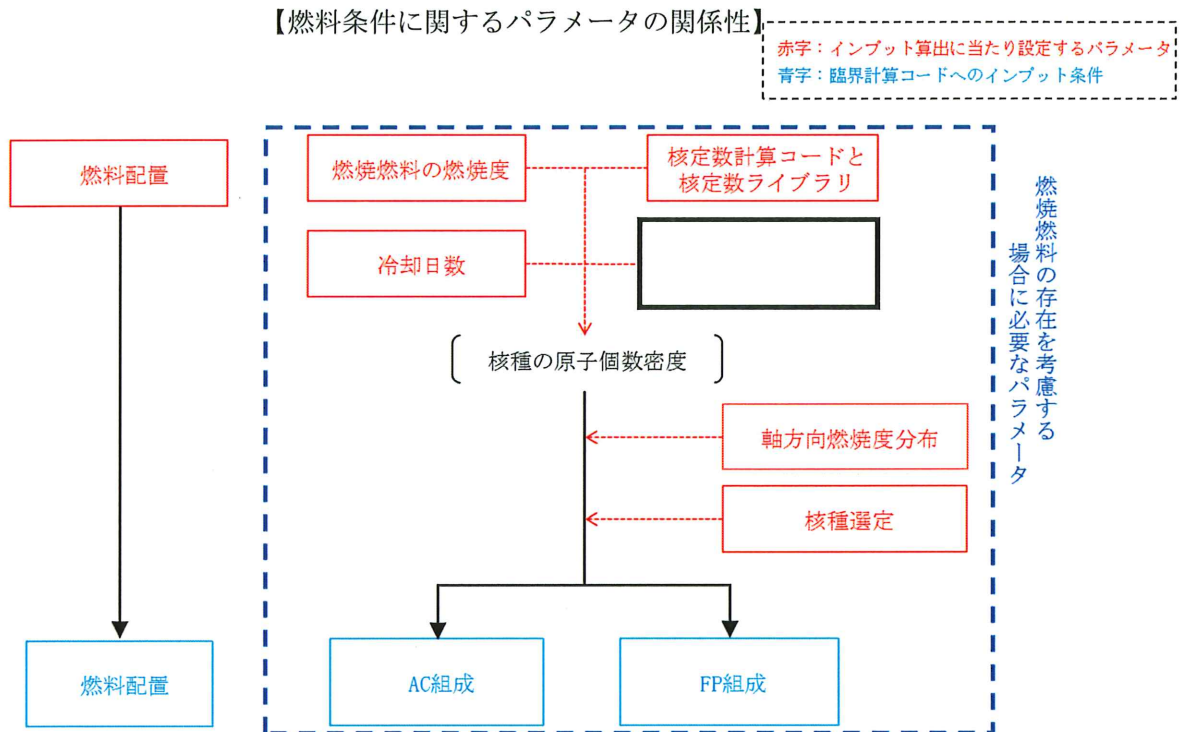 【燃料条件に関するパラメータの関係性】
赤字：インプット算出に当たり設定するパラメータ
青字：臨界計算コードへのインプット条件
燃料配置
燃焼燃料の燃焼度
核定数計算コードと
核定数ライブラリ
冷却日数
核種の原子個数密度
軸方向燃焼度分布
核種選定
燃焼燃料の存在を考慮する
場合に必要なパラメータ
燃料配置
AC組成
FP組成